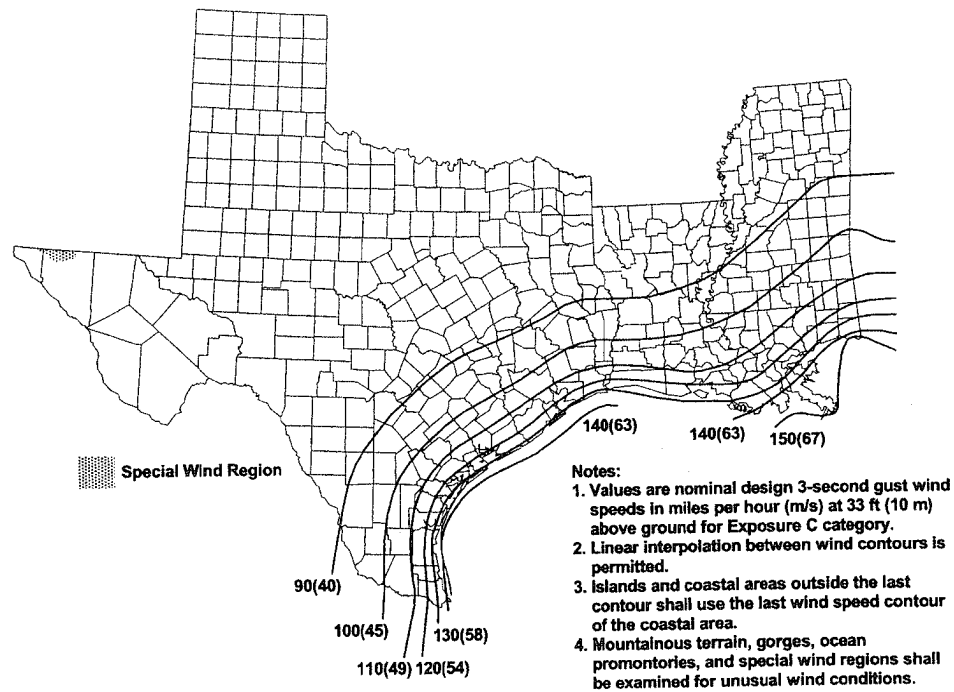 140(63)
140(63)
150(67)
Special Wind Region
90(40)
100(45)
130(58)
110(49)
120(54)
Notes:
1. Values are nominal design 3-second gust wind
speeds in miles per hour (m/s) at 33 ft (10 m)
above ground for Exposure C category.
2. Linear interpolation between wind contours is
permitted.
3. Islands and coastal areas outside the last
contour shall use the last wind speed contour
of the coastal area.
4. Mountainous terrain, gorges, ocean
promontories, and special wind regions shall
be examined for unusual wind conditions.